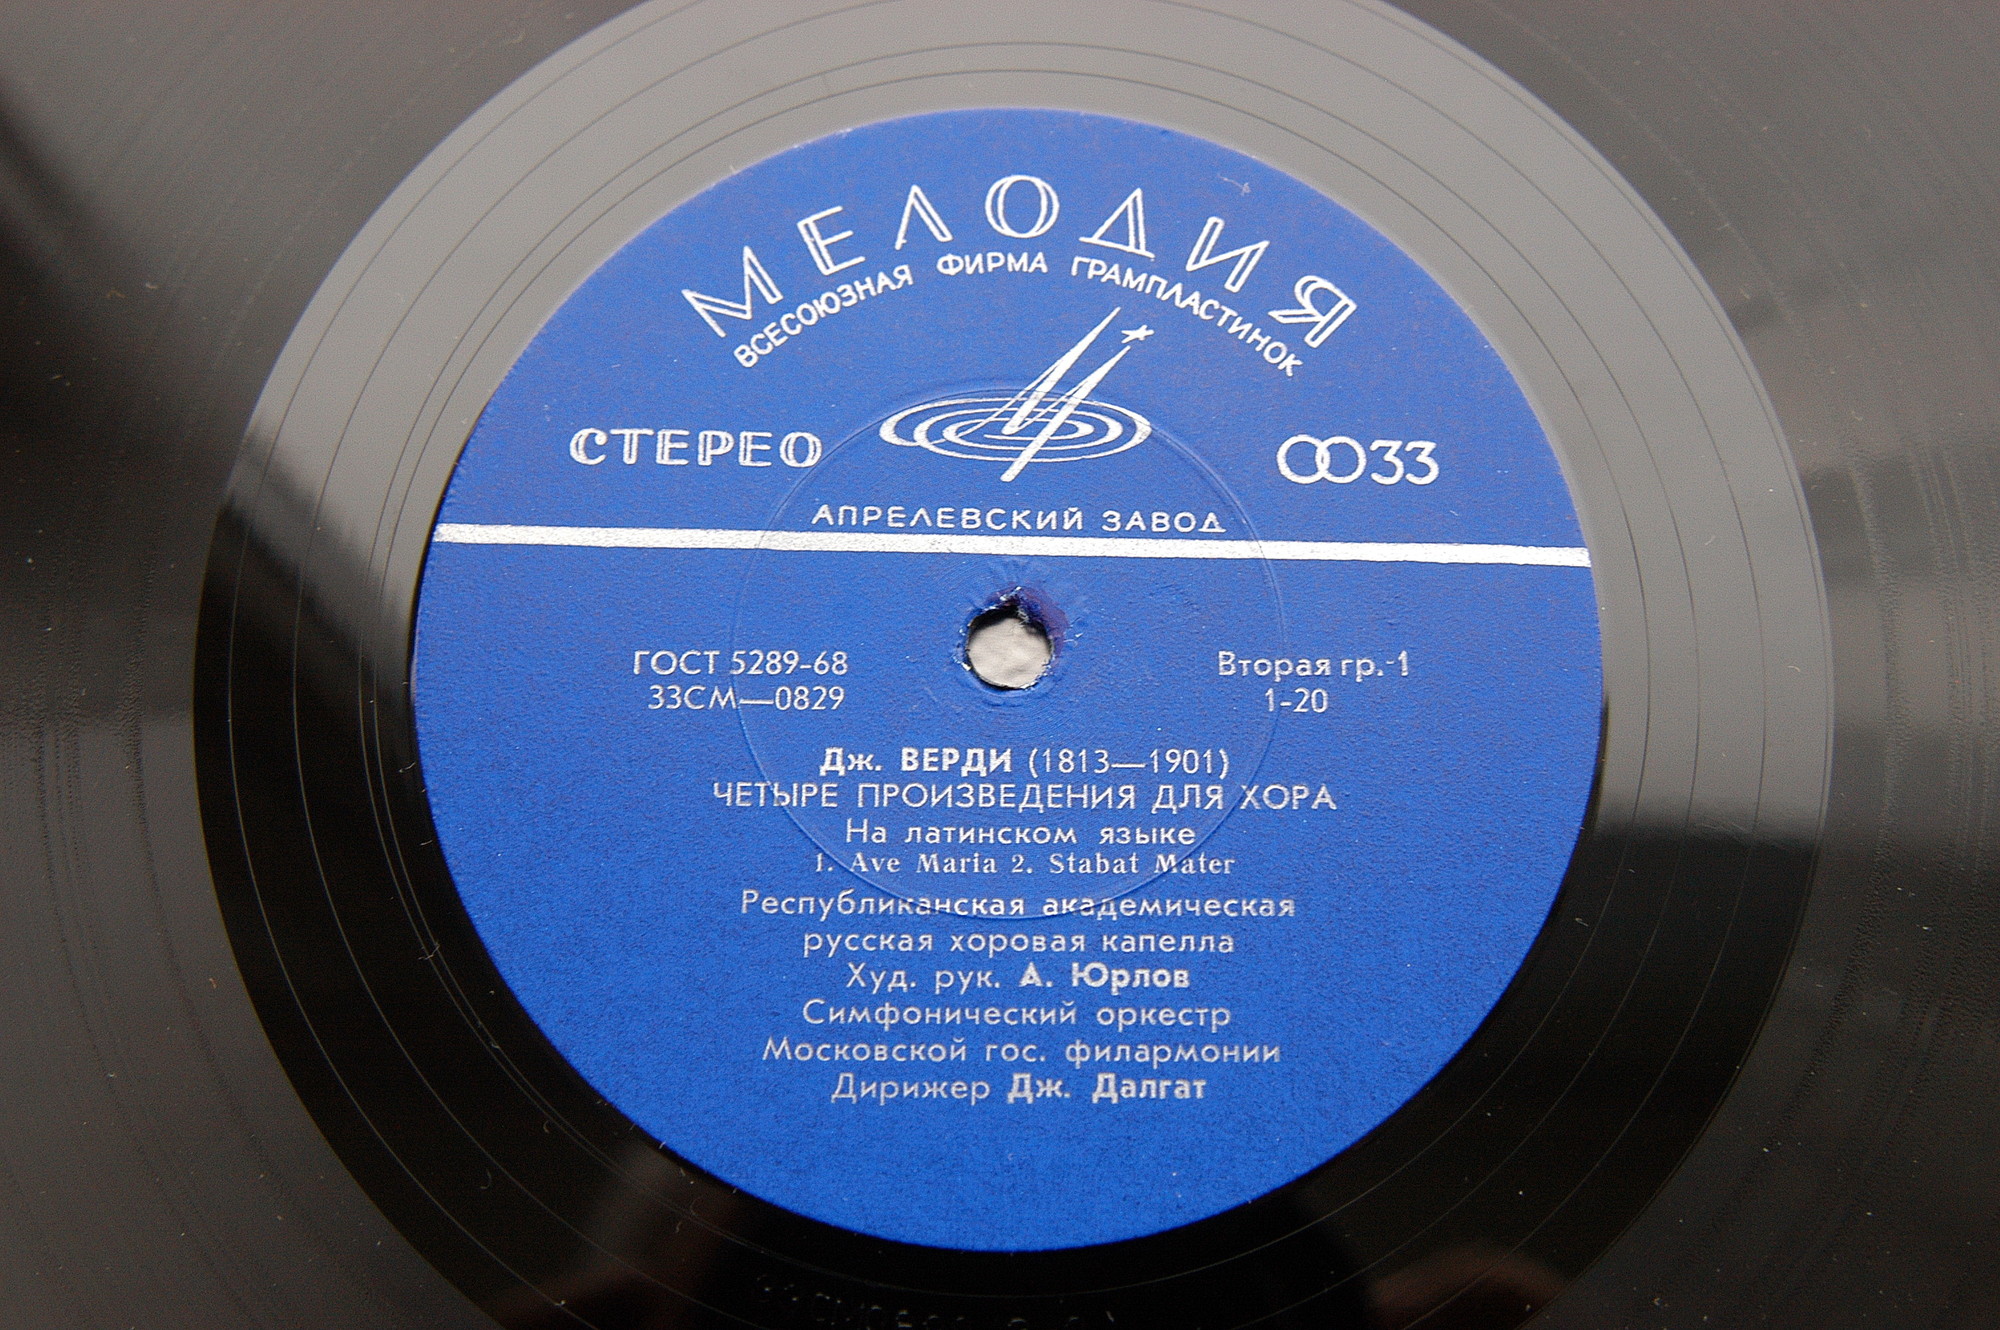 МЕЛОДИЯ
ВСЕСОЮЗНАЯ ФИРМА ГРАМПЛАСТИНОК
СТЕРЕО
33
АПРЕЛЕВСКИЙ ЗАВОД
ГОСТ 5289-68
33СМ—0829
Вторая гр.-1
1-20
Дж. ВЕРДИ (1813—1901)
ЧЕТЫРЕ ПРОИЗВЕДЕНИЯ ДЛЯ ХОРА
На латинском языке
1. Ave Maria 2. Stabat Mater
Республиканская академическая
русская хоровая капелла
Худ. рук. А. Юрлов
Симфонический оркестр
Московской гос. филармонии
Дирижер Дж. Далгат